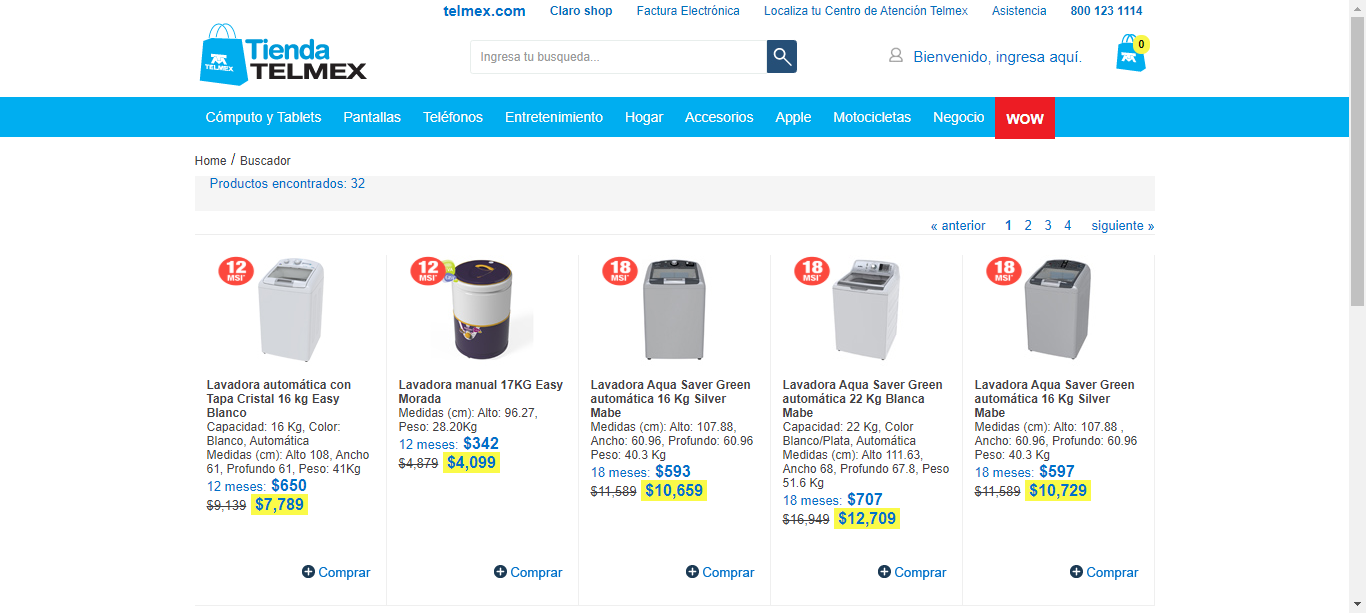 telmex.com Claro shop Factura Electrónica Localiza tu Centro de Atención Telmex Asistencia 800 123 1114
Tienda
TELMEX
TELMEX
Ingresa tu busqueda...
Bienvenido, ingresa aquí.
0
Cómputo y Tablets Pantallas Teléfonos Entretenimiento Hogar Accesorios Apple Motocicletas Negocio WOW
Home / Buscador
Productos encontrados: 32
« anterior 1 2 3 4 siguiente »
12
MSI*
Lavadora automática con
Tapa Cristal 16 kg Easy
Blanco
Capacidad: 16 Kg, Color:
Blanco, Automática
Medidas (cm): Alto 108, Ancho
61, Profundo 61, Peso: 41Kg
12 meses: $650
$9,139 $7,789
Comprar
12
MSI*
Lavadora manual 17KG Easy
Morada
Medidas (cm): Alto: 96.27,
Peso: 28.20Kg
12 meses: $342
$4,879 $4,099
Comprar
18
MSI*
Lavadora Aqua Saver Green
automática 16 Kg Silver
Mabe
Medidas (cm): Alto: 107.88,
Ancho: 60.96, Profundo: 60.96
Peso: 40.3 Kg
18 meses: $593
$11,589 $10,659
Comprar
18
MSI*
Lavadora Aqua Saver Green
automática 22 Kg Blanca
Mabe
Capacidad: 22 Kg, Color
Blanco/Plata, Automática
Medidas (cm): Alto 111.63,
Ancho 68, Profundo 67.8, Peso
51.6 Kg
18 meses: $707
$16,949 $12,709
Comprar
18
MSI*
Lavadora Aqua Saver Green
automática 16 Kg Silver
Mabe
Medidas (cm): Alto: 107.88 ,
Ancho: 60.96, Profundo: 60.96
Peso: 40.3 Kg
18 meses: $597
$11,589 $10,729
Comprar